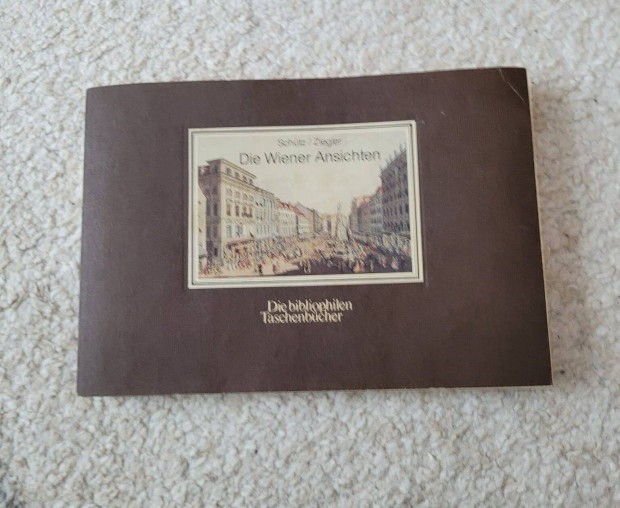 Schütz / Ziegler
Die Wiener Ansichten
Die bibliophilen
Taschenbücher